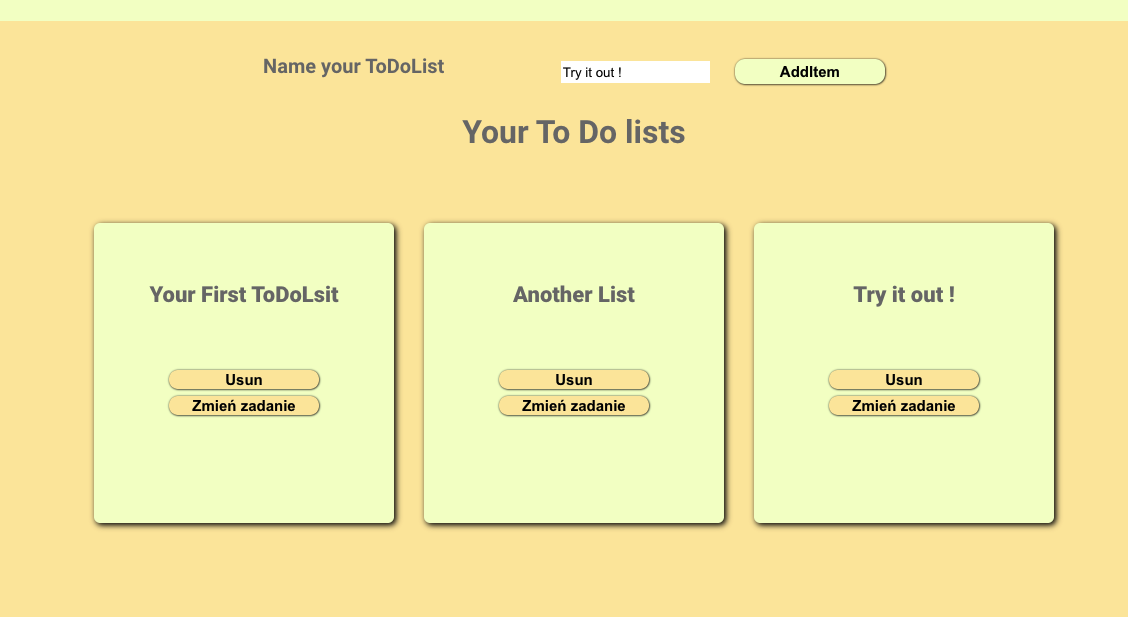 Name your ToDoList
Try it out !
AddItem
Your To Do lists
Your First ToDoLsit
Another List
Try it out !
Usun
Usun
Usun
Zmień zadanie
Zmień zadanie
Zmień zadanie